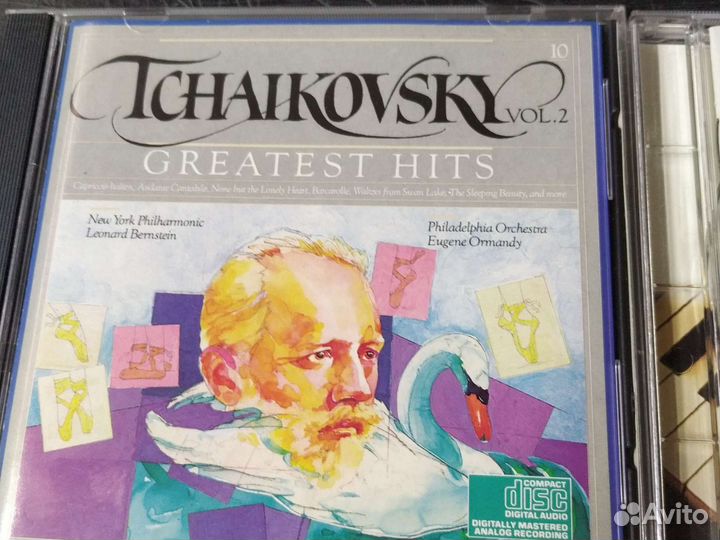 10
TCHAIKOVSKY VOL.2
GREATEST HITS
Capriccio Italien, Andante Cantabile, None but the Lonely Heart, Barcarolle, Waltzes from Swan Lake, The Sleeping Beauty, and more
New York Philharmonic
Leonard Bernstein
Philadelphia Orchestra
Eugene Ormandy
COMPACT
disc
DIGITAL AUDIO
DIGITALLY MASTERED
ANALOG RECORDING
Avito